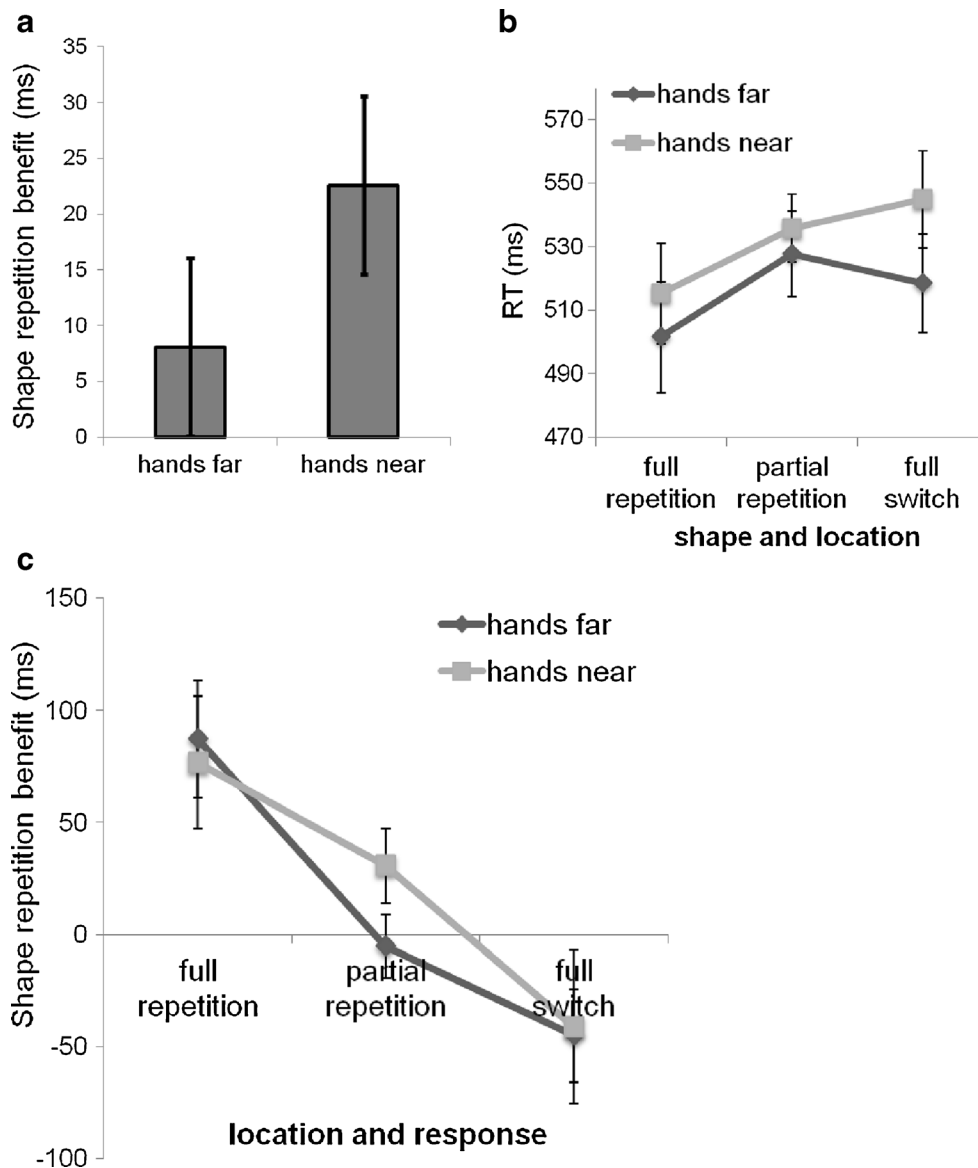 a
Shape repetition benefit (ms)
35
30
25
20
15
10
5
0
hands far
hands near
b
RT (ms)
hands far
hands near
570
550
530
510
490
470
full
repetition
partial
repetition
full
switch
shape and location
c
Shape repetition benefit (ms)
hands far
hands near
150
100
50
0
-50
-100
full
repetition
partial
repetition
full
switch
location and response